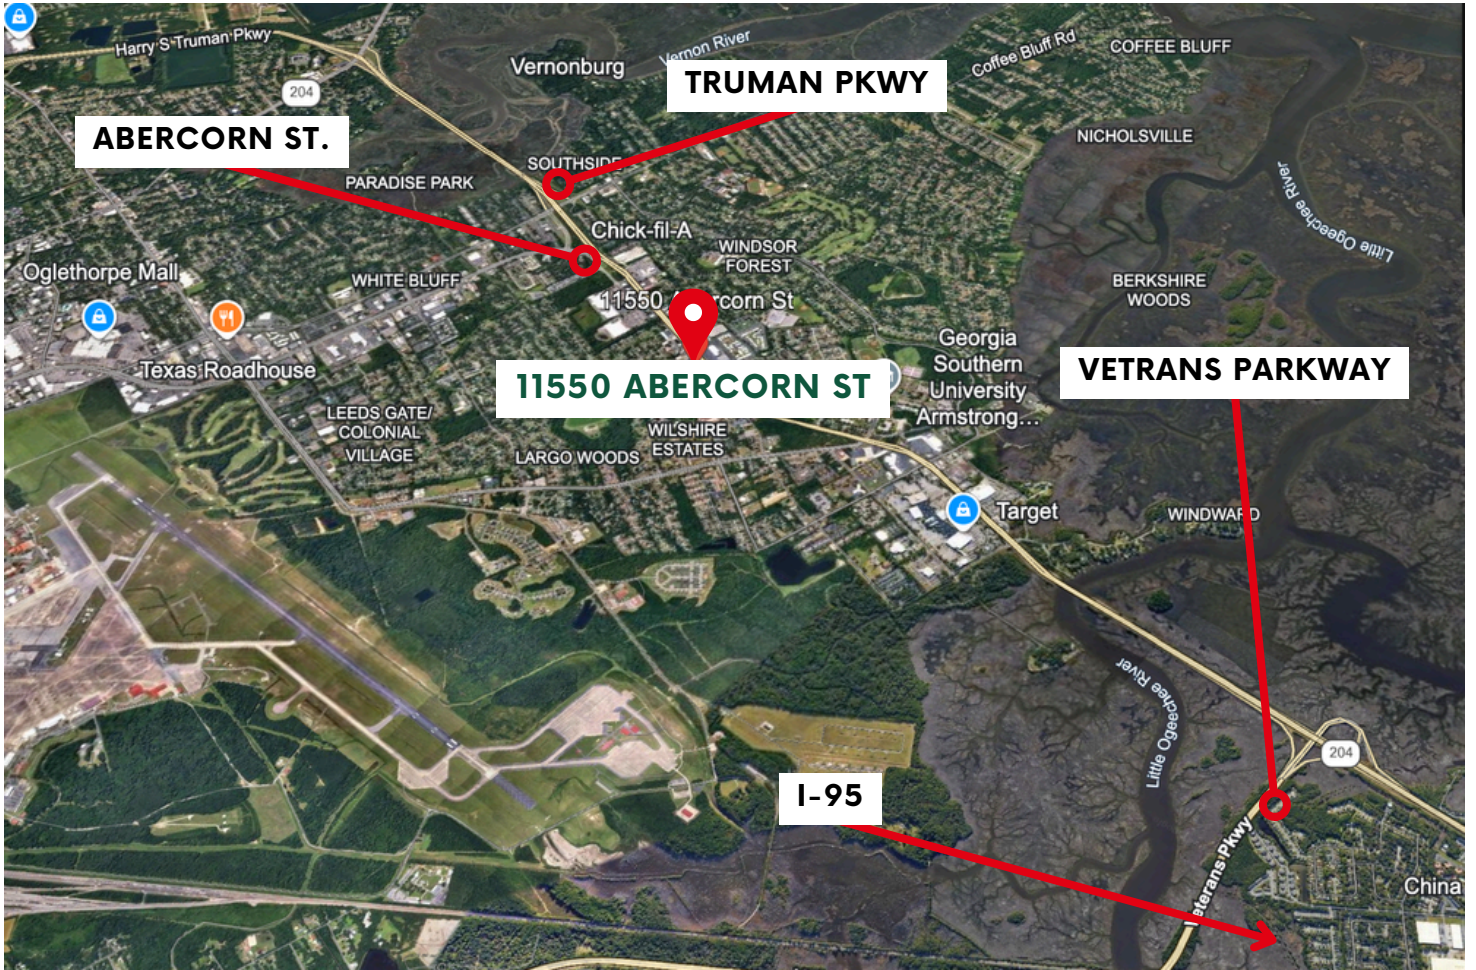 Harry S Truman Pkwy
204
Vernonburg
Vernon River
Coffee Bluff Rd
COFFEE BLUFF
TRUMAN PKWY
ABERCORN ST.
NICHOLSVILLE
SOUTHSIDE
PARADISE PARK
Little Ogeechee River
Chick-fil-A
WINDSOR
FOREST
Oglethorpe Mall
WHITE BLUFF
BERKSHIRE
WOODS
11550 Abercorn St
Texas Roadhouse
Georgia
Southern
University
Armstrong...
VETRANS PARKWAY
11550 ABERCORN ST
LEEDS GATE/
COLONIAL
VILLAGE
WILSHIRE
ESTATES
LARGO WOODS
Target
WINDWARD
Little Ogeechee River
204
I-95
Veterans Pkwy
China